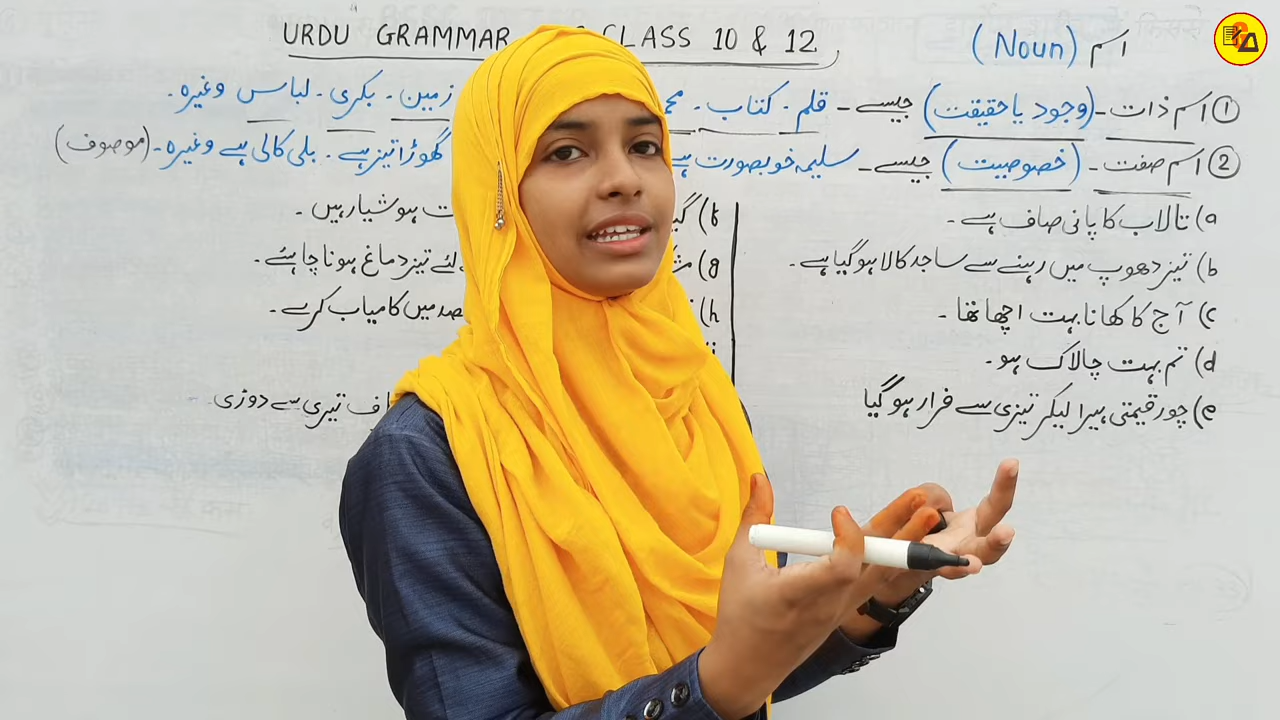 URDU GRAMMAR CLASS 10 & 12
اسم (Noun)
① اسم ذات ۔ (وجود یا حقیقت) جیسے ۔ قلم ۔ کتاب ۔ زمین ۔ بکری ۔ لباس وغیرہ ۔
② اسم صفت ۔ (خصوصیت) جیسے ۔ سلیمہ خوبصورت ہے گھوڑا تیز ہے ۔ بلی کالی ہے وغیرہ ۔ (موصوف)
a) تالاب کا پانی صاف ہے ۔
b) تیز دھوپ میں رہنے سے ساجد کالا ہو گیا ہے ۔
c) آج کا کھانا بہت اچھا تھا ۔
d) تم بہت چالاک ہو ۔
e) چور قیمتی ہیرا لیکر تیزی سے فرار ہو گیا
f) ہوشیار ہیں ۔
g) لئے تیز دماغ ہونا چاہئے ۔
h) میں کامیاب کرے ۔
تیری سے دوڑی ۔